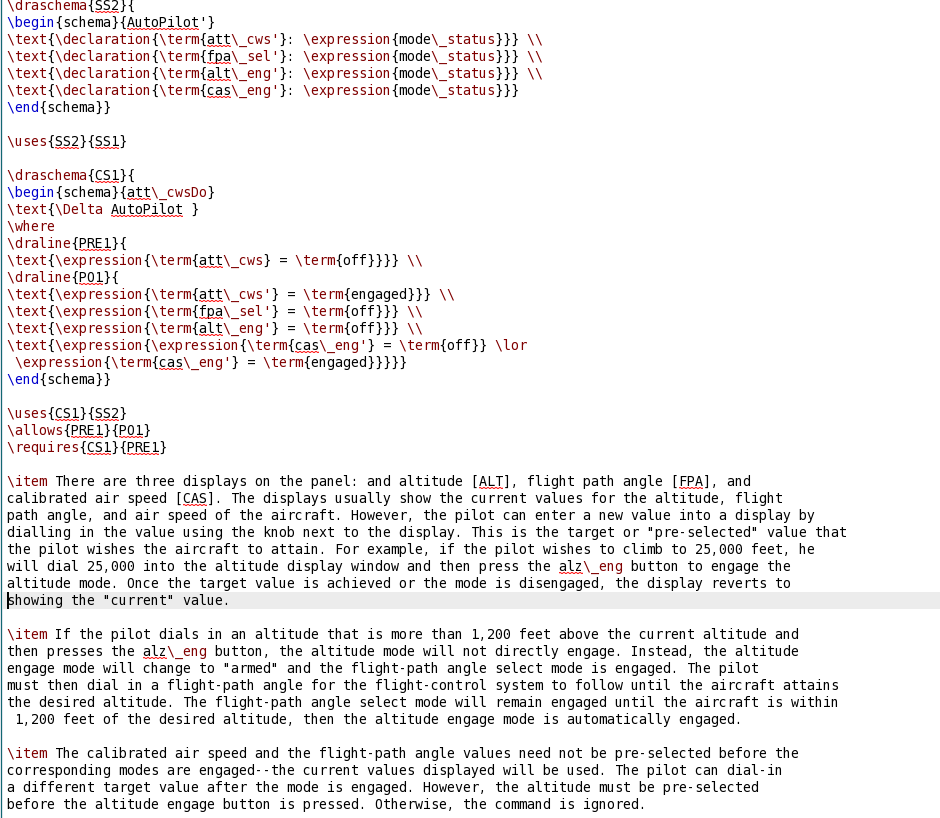 \draschema{SS2}{
\begin{schema}{AutoPilot'}
\text{\declaration{\term{att\_cws'}: \expression{mode\_status}}} \\
\text{\declaration{\term{fpa\_sel'}: \expression{mode\_status}}} \\
\text{\declaration{\term{alt\_eng'}: \expression{mode\_status}}} \\
\text{\declaration{\term{cas\_eng'}: \expression{mode\_status}}}
\end{schema}}
\uses{SS2}{SS1}
\draschema{CS1}{
\begin{schema}{att\_cwsDo}
\text{\Delta AutoPilot }
\where
\draline{PRE1}{
\text{\expression{\term{att\_cws} = \term{off}}}} \\
\draline{PO1}{
\text{\expression{\term{att\_cws'} = \term{engaged}}} \\
\text{\expression{\term{fpa\_sel'} = \term{off}}} \\
\text{\expression{\term{alt\_eng'} = \term{off}}} \\
\text{\expression{\expression{\term{cas\_eng'} = \term{off}} \lor
\expression{\term{cas\_eng'} = \term{engaged}}}}}
\end{schema}}
\uses{CS1}{SS2}
\allows{PRE1}{PO1}
\requires{CS1}{PRE1}
\item There are three displays on the panel: and altitude [ALT], flight path angle [FPA], and
calibrated air speed [CAS]. The displays usually show the current values for the altitude, flight
path angle, and air speed of the aircraft. However, the pilot can enter a new value into a display by
dialling in the value using the knob next to the display. This is the target or "pre-selected" value that
the pilot wishes the aircraft to attain. For example, if the pilot wishes to climb to 25,000 feet, he
will dial 25,000 into the altitude display window and then press the alz\_eng button to engage the
altitude mode. Once the target value is achieved or the mode is disengaged, the display reverts to
showing the "current" value.
\item If the pilot dials in an altitude that is more than 1,200 feet above the current altitude and
then presses the alz\_eng button, the altitude mode will not directly engage. Instead, the altitude
engage mode will change to "armed" and the flight-path angle select mode is engaged. The pilot
must then dial in a flight-path angle for the flight-control system to follow until the aircraft attains
the desired altitude. The flight-path angle select mode will remain engaged until the aircraft is within
1,200 feet of the desired altitude, then the altitude engage mode is automatically engaged.
\item The calibrated air speed and the flight-path angle values need not be pre-selected before the
corresponding modes are engaged--the current values displayed will be used. The pilot can dial-in
a different target value after the mode is engaged. However, the altitude must be pre-selected
before the altitude engage button is pressed. Otherwise, the command is ignored.